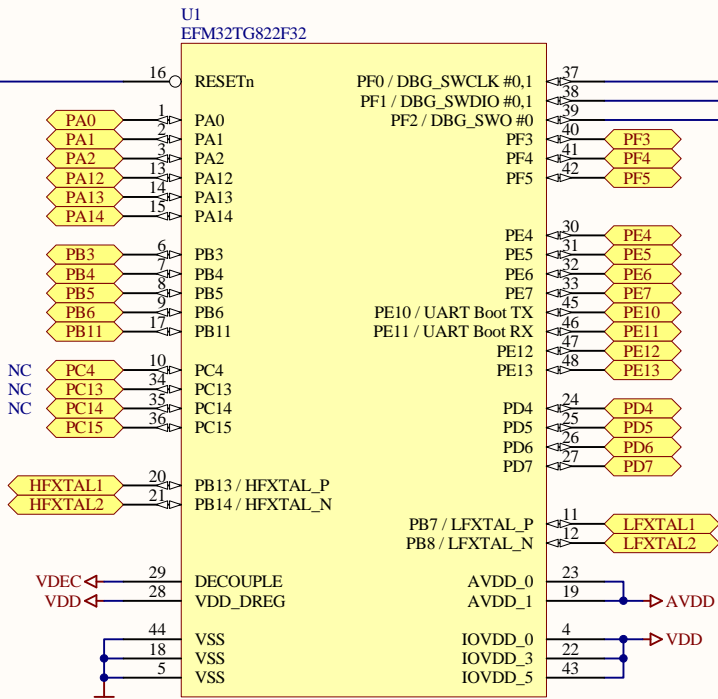 U1
EFM32TG822F32
16 RESETn PF0 / DBG_SWCLK #0,1 37
PF1 / DBG_SWDIO #0,1 38
PA0 1 PA0 PF2 / DBG_SWO #0 39
PA1 2 PA1 PF3 40 PF3
PA2 3 PA2 PF4 41 PF4
PA12 13 PA12 PF5 42 PF5
PA13 14 PA13
PA14 15 PA14
PE4 30 PE4
PB3 6 PB3 PE5 31 PE5
PB4 7 PB4 PE6 32 PE6
PB5 8 PB5 PE7 33 PE7
PB6 9 PB6 PE10 / UART Boot TX 45 PE10
PB11 17 PB11 PE11 / UART Boot RX 46 PE11
PE12 47 PE12
NC PC4 10 PC4 PE13 48 PE13
NC PC13 34 PC13
NC PC14 35 PC14 PD4 24 PD4
PC15 36 PC15 PD5 25 PD5
PD6 26 PD6
PD7 27 PD7
HFXTAL1 20 PB13 / HFXTAL_P
HFXTAL2 21 PB14 / HFXTAL_N
PB7 / LFXTAL_P 11 LFXTAL1
PB8 / LFXTAL_N 12 LFXTAL2
VDEC 29 DECOUPLE AVDD_0 23
VDD 28 VDD_DREG AVDD_1 19 AVDD
44 VSS IOVDD_0 4 VDD
18 VSS IOVDD_3 22
5 VSS IOVDD_5 43